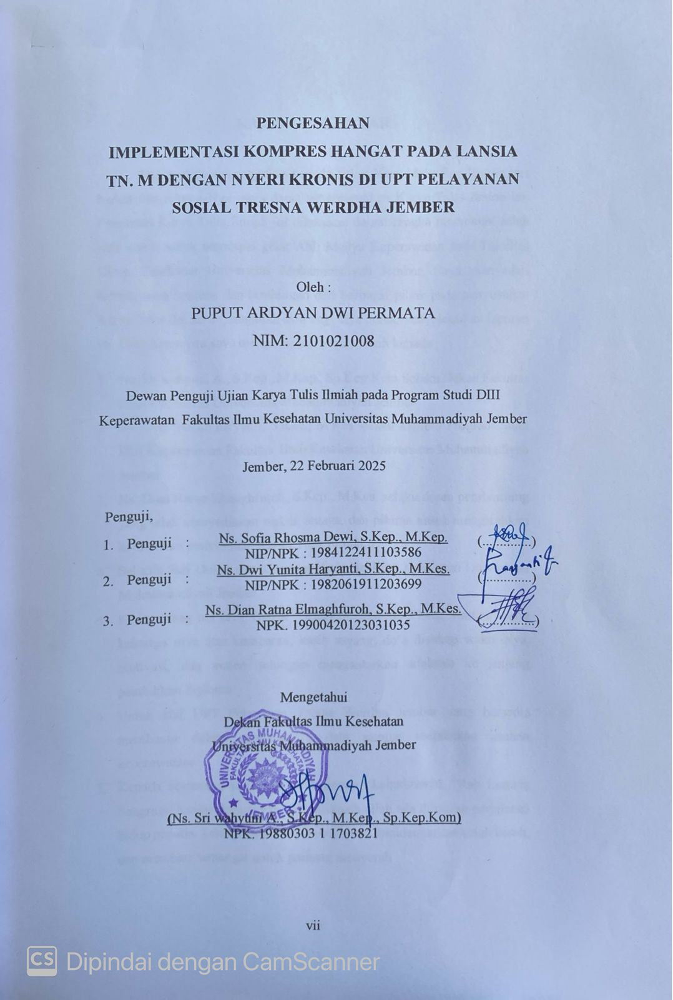 PENGESAHAN
IMPLEMENTASI KOMPRES HANGAT PADA LANSIA
TN. M DENGAN NYERI KRONIS DI UPT PELAYANAN
SOSIAL TRESNA WERDHA JEMBER
Oleh :
PUPUT ARDYAN DWI PERMATA
NIM: 2101021008
Dewan Penguji Ujian Karya Tulis Ilmiah pada Program Studi DIII
Keperawatan Fakultas Ilmu Kesehatan Universitas Muhammadiyah Jember
Jember, 22 Februari 2025
Penguji,
1. Penguji : Ns. Sofia Rhosma Dewi, S.Kep., M.Kep. (..............)
NIP/NPK : 1984122411103586
2. Penguji : Ns. Dwi Yunita Haryanti, S.Kep., M.Kes. (..............)
NIP/NPK : 1982061911203699
3. Penguji : Ns. Dian Ratna Elmaghfuroh, S.Kep., M.Kes. (..............)
NPK. 19900420123031035
Mengetahui
Dekan Fakultas Ilmu Kesehatan
Universitas Muhammadiyah Jember
UNIVERSITAS MUHAMMADIYAH
FAKULTAS ILMU KESEHATAN
JEMBER
(Ns. Sri wahyuni A., S.Kep., M.Kep., Sp.Kep.Kom)
NPK. 19880303 1 1703821
vii
CS Dipindai dengan CamScanner